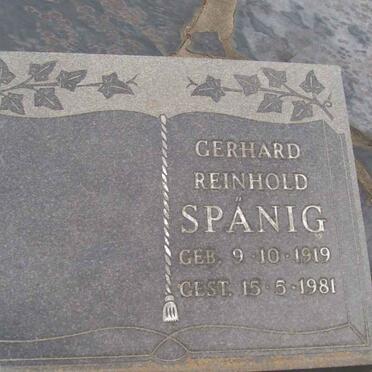 GERHARD
REINHOLD
SPÄNIG
GEB. 9·10·1919
GEST. 15·5·1981